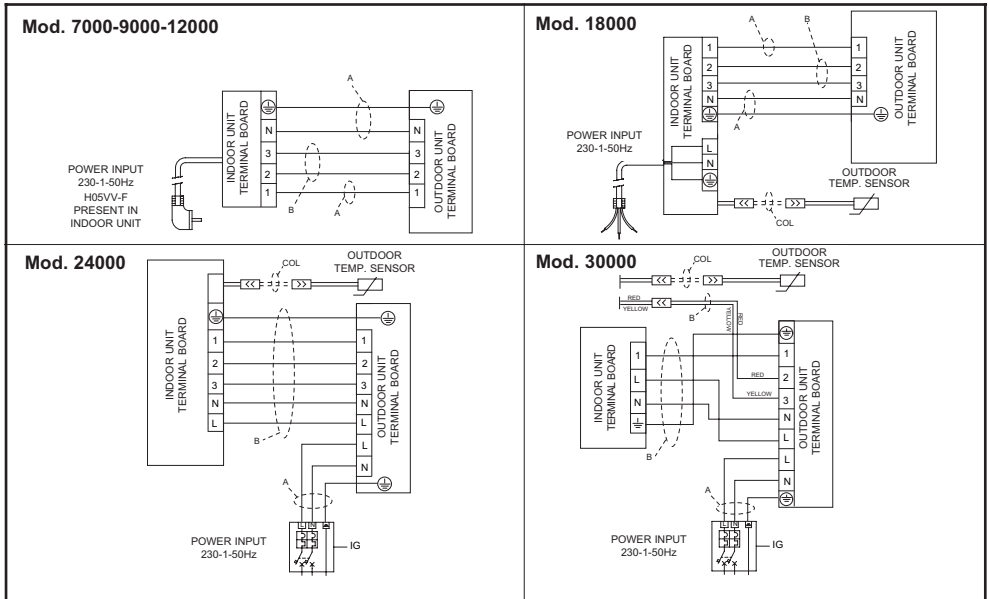 Mod. 7000-9000-12000
A
INDOOR UNIT
TERMINAL BOARD
N
3
2
1
N
3
2
1
OUTDOOR UNIT
TERMINAL BOARD
B
A
POWER INPUT
230-1-50Hz
H05VV-F
PRESENT IN
INDOOR UNIT
Mod. 18000
A
B
INDOOR UNIT
TERMINAL BOARD
1
2
3
N
1
2
3
N
OUTDOOR UNIT
TERMINAL BOARD
A
L
N
POWER INPUT
230-1-50Hz
OUTDOOR
TEMP. SENSOR
COL
Mod. 24000
COL
OUTDOOR
TEMP. SENSOR
INDOOR UNIT
TERMINAL BOARD
1
2
3
N
L
1
2
3
N
L
L
N
OUTDOOR UNIT
TERMINAL BOARD
B
A
L
N
POWER INPUT
230-1-50Hz
IG
Mod. 30000
COL
OUTDOOR
TEMP. SENSOR
RED
YELLOW
B
RED
YELLOW
INDOOR UNIT
TERMINAL BOARD
1
L
N
RED
YELLOW
1
2
3
N
L
L
N
OUTDOOR UNIT
TERMINAL BOARD
B
A
L
N
POWER INPUT
230-1-50Hz
IG